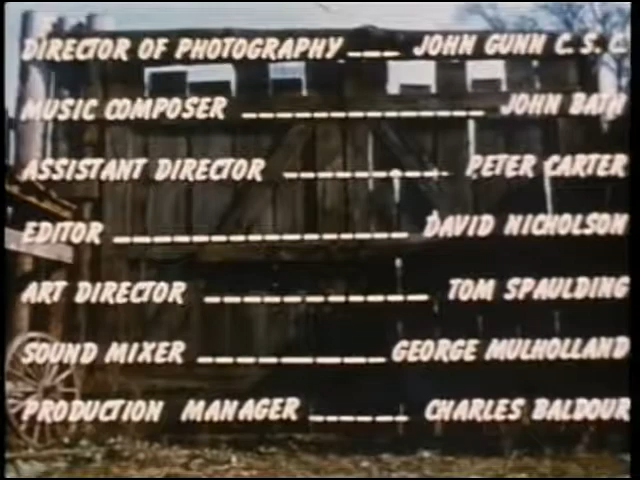 DIRECTOR OF PHOTOGRAPHY ___ JOHN GUNN C.S.C.
MUSIC COMPOSER _____________ JOHN BATH
ASSISTANT DIRECTOR _________ PETER CARTER
EDITOR ________________ DAVID NICHOLSON
ART DIRECTOR ____________ TOM SPAULDING
SOUND MIXER __________ GEORGE MULHOLLAND
PRODUCTION MANAGER _____ CHARLES BALDOUR